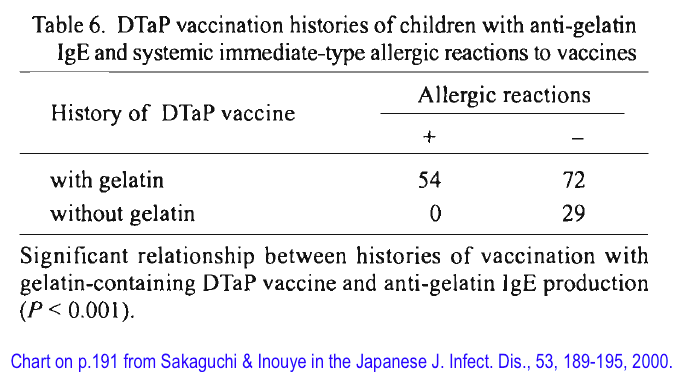 Table 6. DTaP vaccination histories of children with anti-gelatin
IgE and systemic immediate-type allergic reactions to vaccines
Allergic reactions
History of DTaP vaccine
+ −
with gelatin 54 72
without gelatin 0 29
Significant relationship between histories of vaccination with
gelatin-containing DTaP vaccine and anti-gelatin IgE production
(P < 0.001).
Chart on p.191 from Sakaguchi & Inouye in the Japanese J. Infect. Dis., 53, 189-195, 2000.